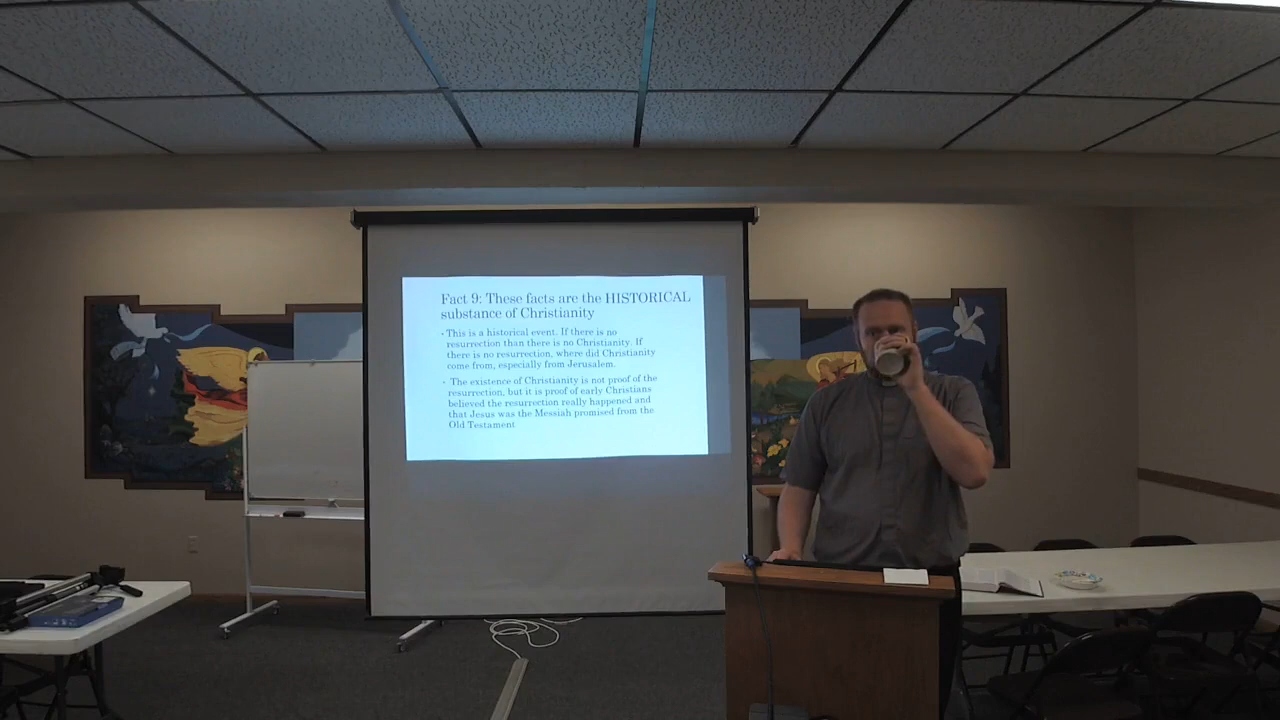 Fact 9: These facts are the HISTORICAL
substance of Christianity
- This is a historical event. If there is no
resurrection than there is no Christianity. If
there is no resurrection, where did Christianity
come from, especially from Jerusalem.
- The existence of Christianity is not proof of the
resurrection, but it is proof of early Christians
believed the resurrection really happened and
that Jesus was the Messiah promised from the
Old Testament